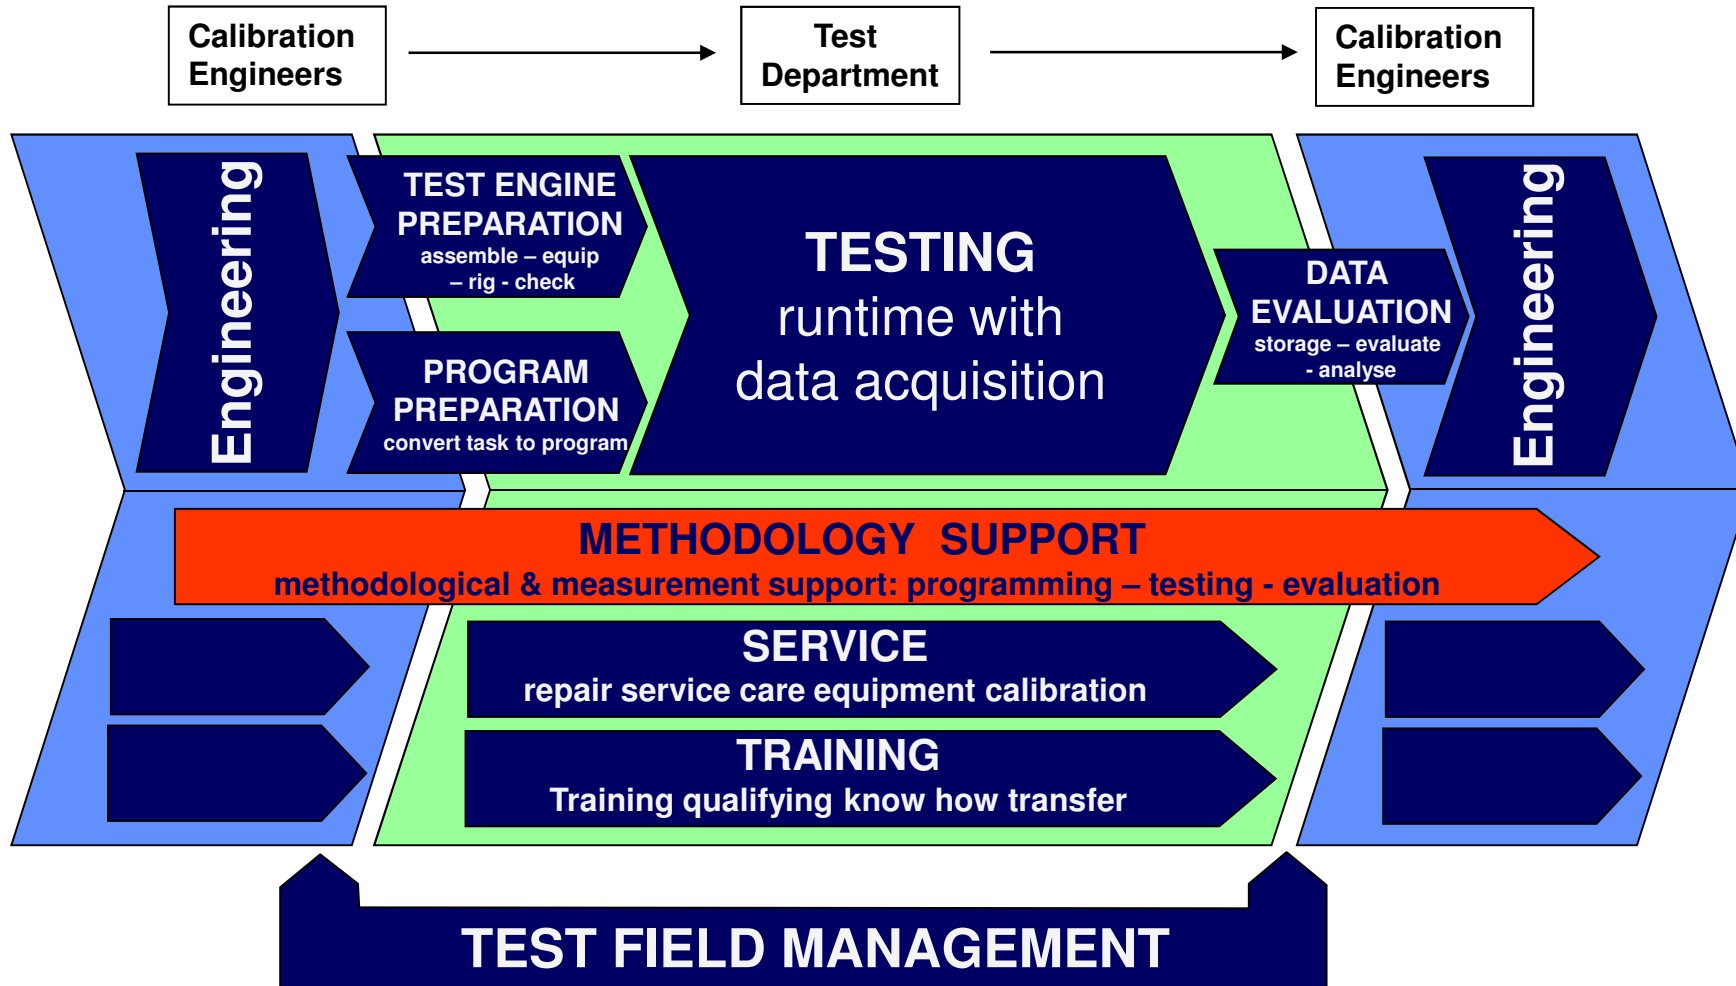 Calibration
Engineers
Test
Department
Calibration
Engineers
Engineering
TEST ENGINE
PREPARATION
assemble – equip
– rig - check
PROGRAM
PREPARATION
convert task to program
TESTING
runtime with
data acquisition
DATA
EVALUATION
storage – evaluate
- analyse
Engineering
METHODOLOGY  SUPPORT
methodological & measurement support: programming – testing - evaluation
SERVICE
repair service care equipment calibration
TRAINING
Training qualifying know how transfer
TEST FIELD MANAGEMENT